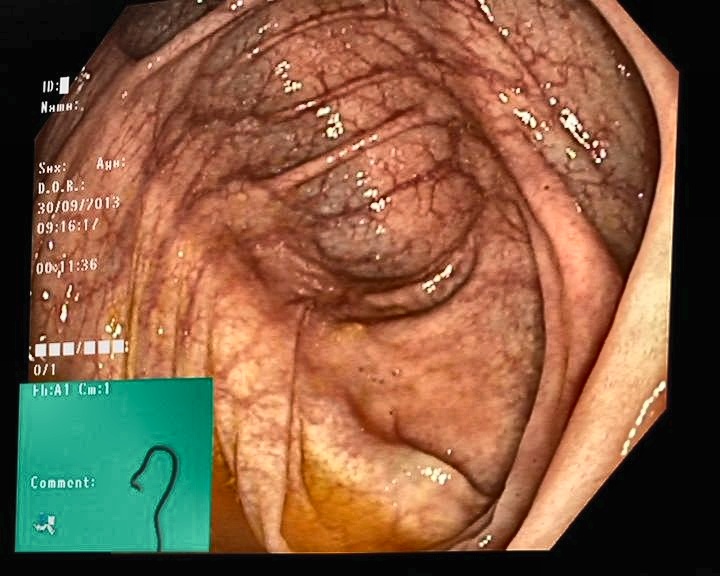 ID:
Name:
Sex: Age:
D.O.B.:
30/09/2013
09:16:17
00:11:36
0/1
Eh:A1 Cm:1
Comment: